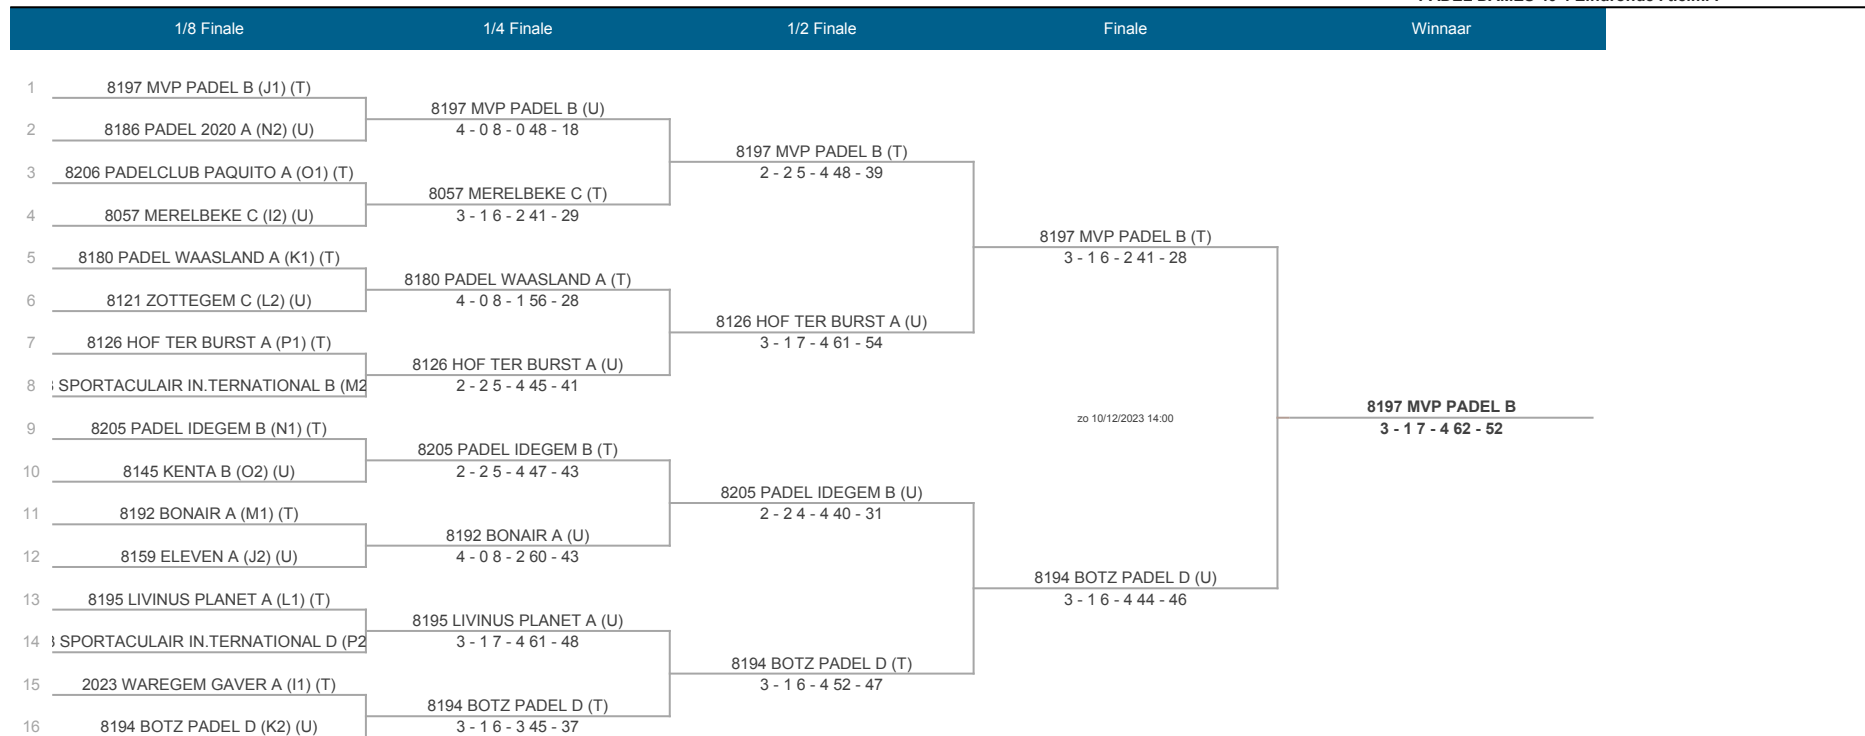 1/8 Finale 1/4 Finale 1/2 Finale Finale Winnaar
1 8197 MVP PADEL B (J1) (T)
8197 MVP PADEL B (U)
2 8186 PADEL 2020 A (N2) (U)
4 - 0 8 - 0 48 - 18
8197 MVP PADEL B (T)
3 8206 PADELCLUB PAQUITO A (O1) (T)
2 - 2 5 - 4 48 - 39
8057 MERELBEKE C (T)
4 8057 MERELBEKE C (I2) (U)
3 - 1 6 - 2 41 - 29
8197 MVP PADEL B (T)
5 8180 PADEL WAASLAND A (K1) (T)
3 - 1 6 - 2 41 - 28
8180 PADEL WAASLAND A (T)
6 8121 ZOTTEGEM C (L2) (U)
4 - 0 8 - 1 56 - 28
8126 HOF TER BURST A (U)
7 8126 HOF TER BURST A (P1) (T)
3 - 1 7 - 4 61 - 54
8126 HOF TER BURST A (U)
8 SPORTACULAIR IN.TERNATIONAL B (M2
2 - 2 5 - 4 45 - 41
8197 MVP PADEL B
zo 10/12/2023 14:00
9 8205 PADEL IDEGEM B (N1) (T)
3 - 1 7 - 4 62 - 52
8205 PADEL IDEGEM B (T)
10 8145 KENTA B (O2) (U)
2 - 2 5 - 4 47 - 43
8205 PADEL IDEGEM B (U)
11 8192 BONAIR A (M1) (T)
2 - 2 4 - 4 40 - 31
8192 BONAIR A (U)
12 8159 ELEVEN A (J2) (U)
4 - 0 8 - 2 60 - 43
8194 BOTZ PADEL D (U)
13 8195 LIVINUS PLANET A (L1) (T)
3 - 1 6 - 4 44 - 46
8195 LIVINUS PLANET A (U)
14 SPORTACULAIR IN.TERNATIONAL D (P2
3 - 1 7 - 4 61 - 48
8194 BOTZ PADEL D (T)
15 2023 WAREGEM GAVER A (I1) (T)
3 - 1 6 - 4 52 - 47
8194 BOTZ PADEL D (T)
16 8194 BOTZ PADEL D (K2) (U)
3 - 1 6 - 3 45 - 37